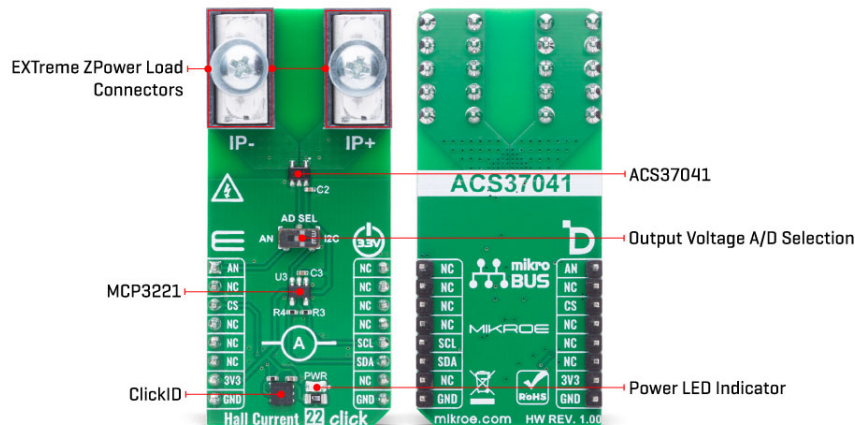 EXTreme ZPower Load
Connectors
IP-
IP+
ACS37041
ACS37041
C2
AD SEL
AN
I2C
3.3V
Output Voltage A/D Selection
U3
C3
MCP3221
R4
R3
AN
NC
CS
NC
NC
NC
3V3
GND
NC
NC
NC
NC
SCL
SDA
NC
GND
A
PWR
ClickID
Hall Current 22 click
NC
NC
NC
NC
SCL
SDA
NC
GND
mikro
BUS
MIKROE
RoHS
AN
NC
CS
NC
NC
NC
3V3
GND
Power LED Indicator
mikroe.com
HW REV. 1.00